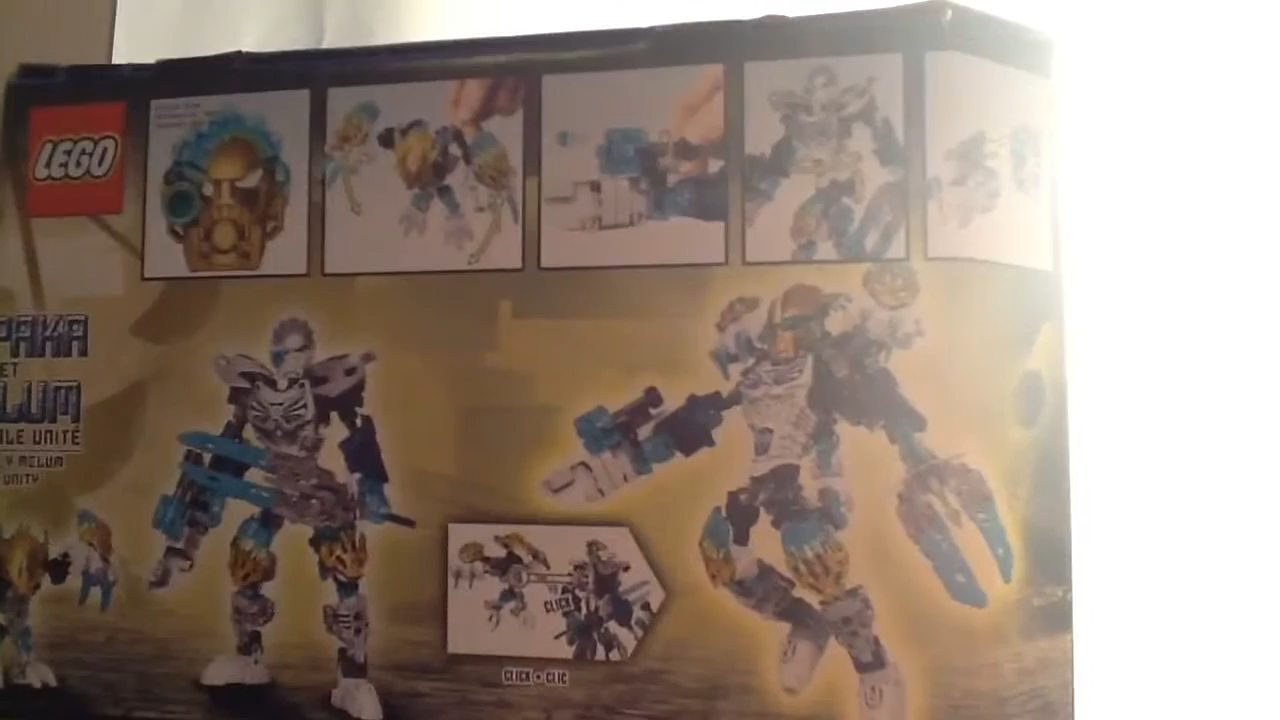 LEGO
PAKA
ET
LUM
ILE UNITÉ
Y MELUM
UNITY
CLICK
CLICK • CLIC